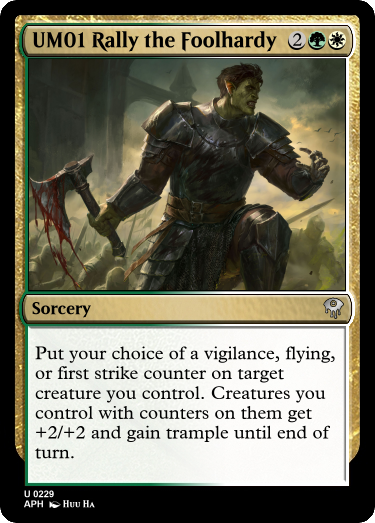 UM01 Rally the Foolhardy 2
Sorcery
Put your choice of a vigilance, flying,
or first strike counter on target
creature you control. Creatures you
control with counters on them get
+2/+2 and gain trample until end of
turn.
U 0229
APH Huu Ha